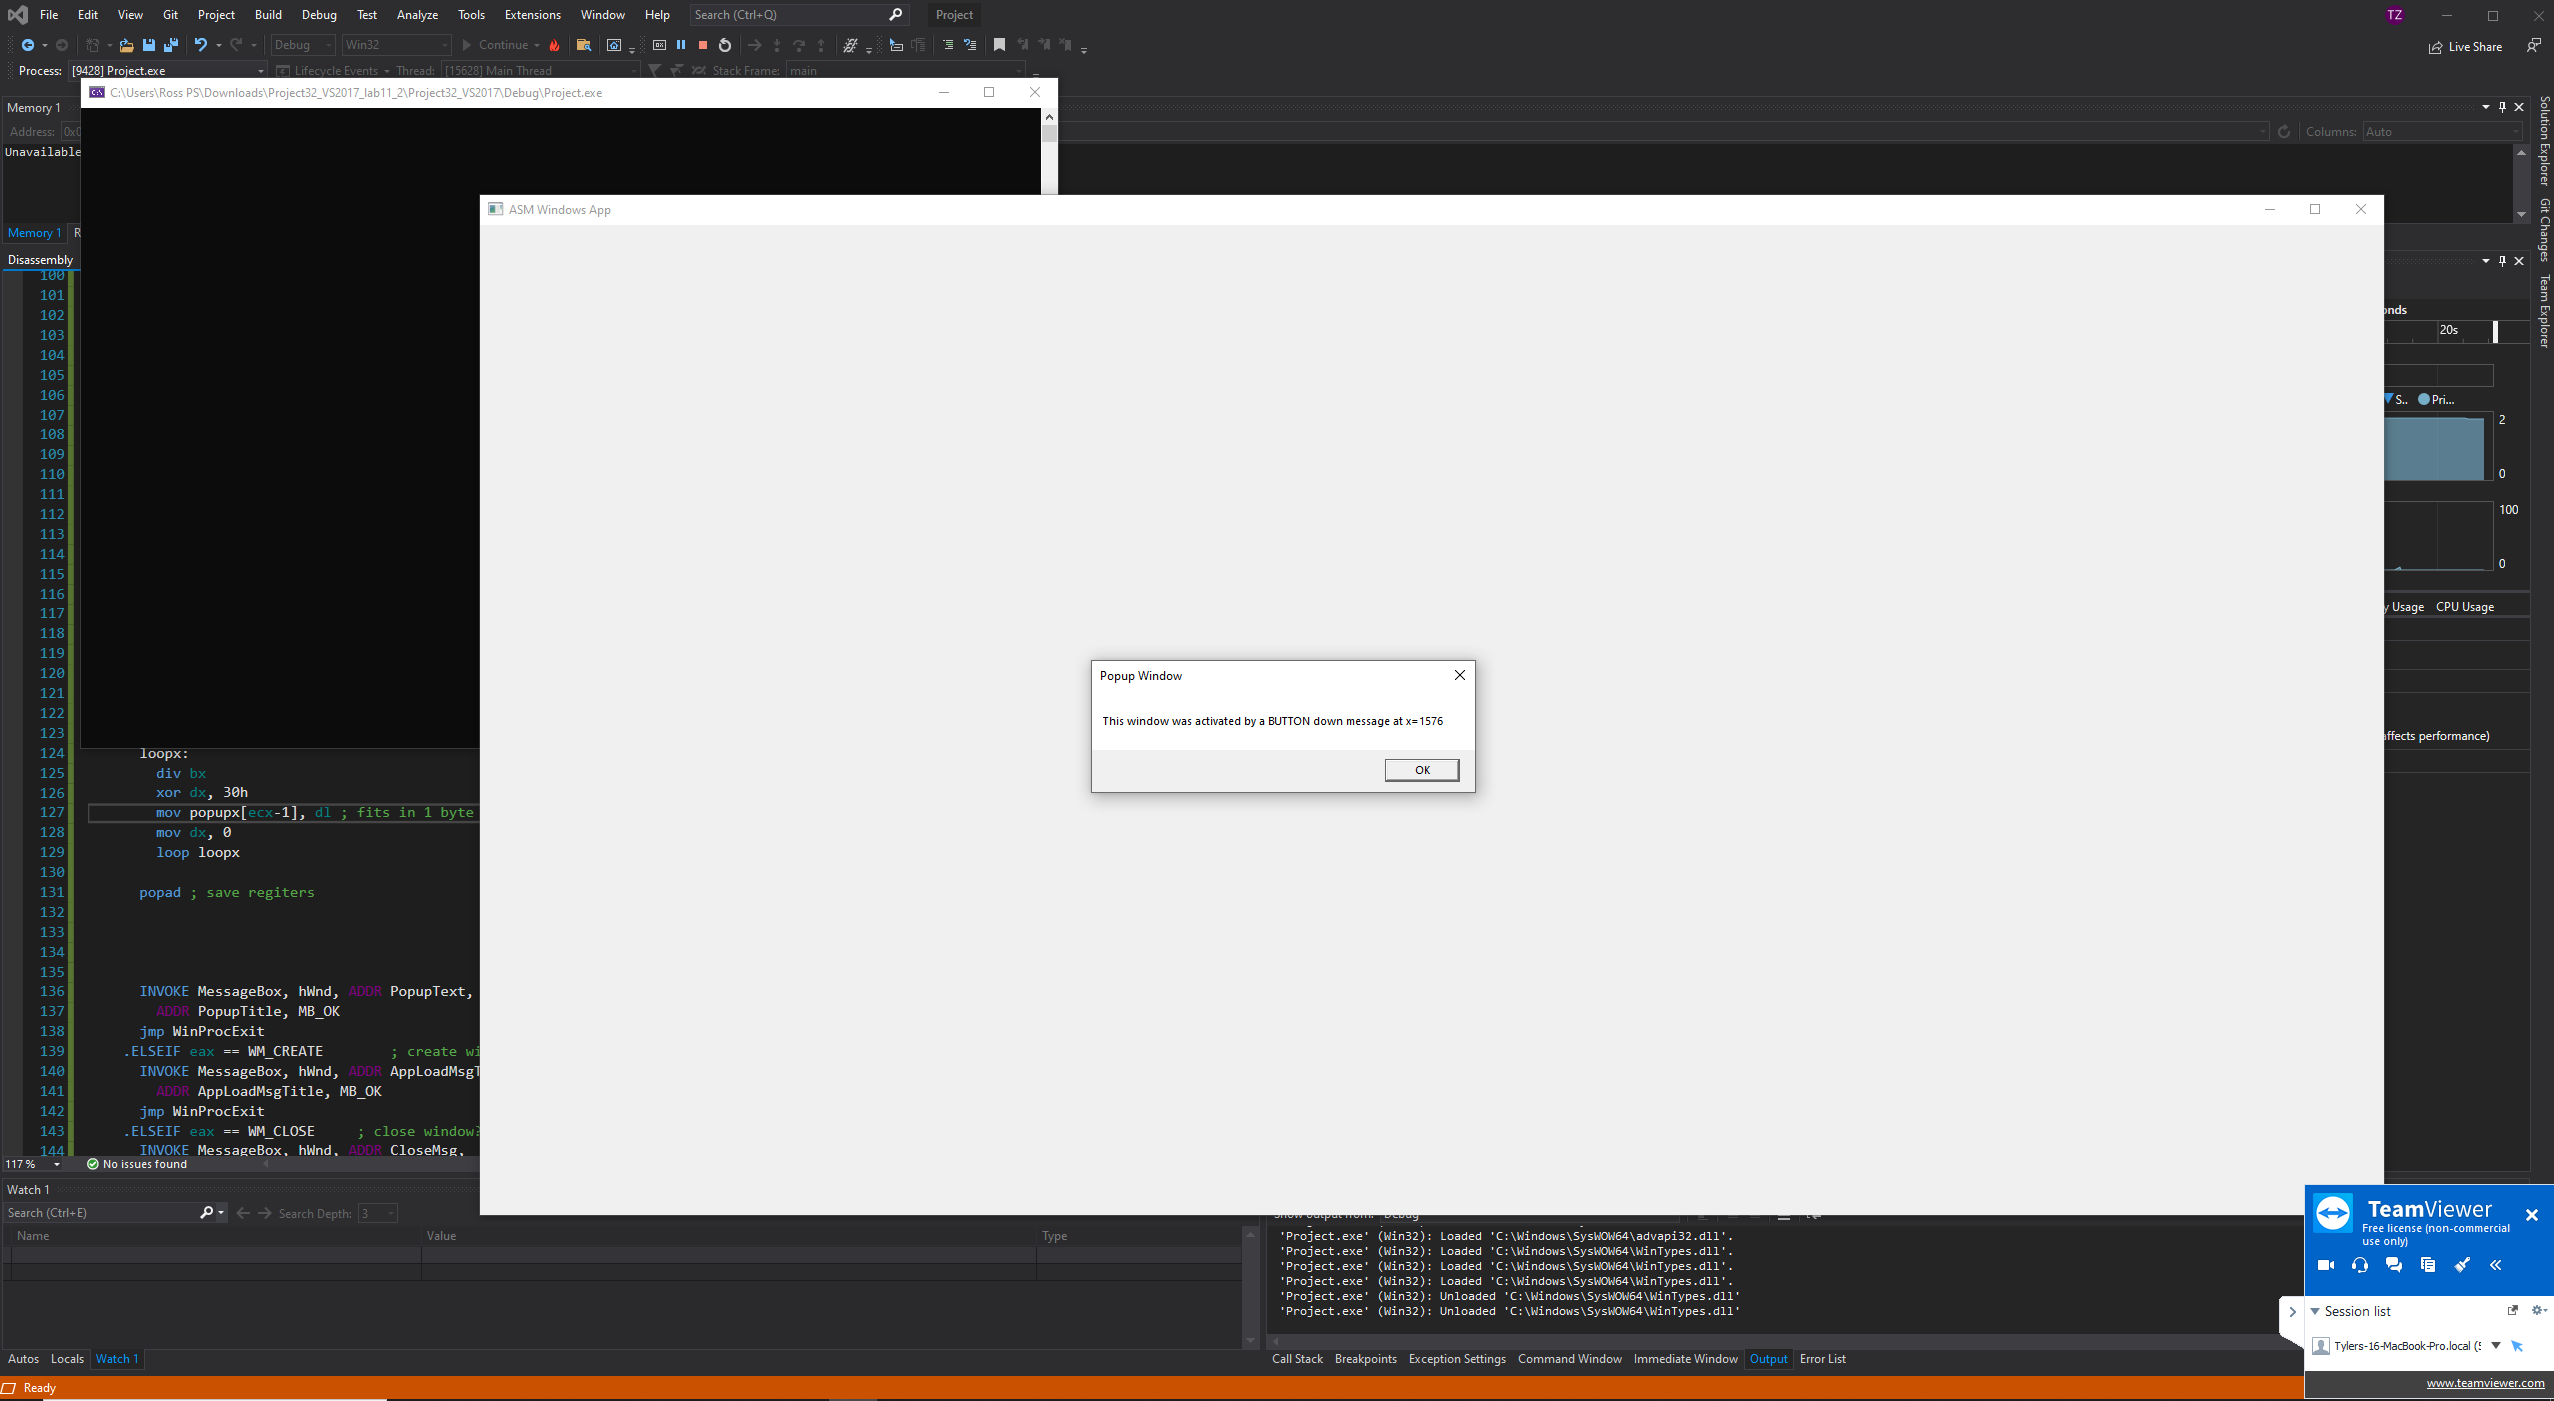 File Edit View Git Project Build Debug Test Analyze Tools Extensions Window Help Search (Ctrl+Q) Project TZ
Debug Win32 Continue Live Share
Process: [9428] Project.exe Lifecycle Events Thread: [15628] Main Thread Stack Frame: main
C:\Users\Ross PS\Downloads\Project32_VS2017_lab11_2\Project32_VS2017\Debug\Project.exe
Memory 1
Address: Columns: Auto
Unavailable
Memory 1 R
Solution Explorer
Git Changes
Team Explorer
ASM Windows App
Disassembly
100
101
102
103
104
105
106
107
108
109
110
111
112
113
114
115
116
117
118
119
120
121
122
123
124 loopx:
125 div bx
126 xor dx, 30h
127 mov popupx[ecx-1], dl ; fits in 1 byte
128 mov dx, 0
129 loop loopx
130
131 popad ; save regiters
132
133
134
135
136 INVOKE MessageBox, hWnd, ADDR PopupText,
137 ADDR PopupTitle, MB_OK
138 jmp WinProcExit
139 .ELSEIF eax == WM_CREATE ; create wi
140 INVOKE MessageBox, hWnd, ADDR AppLoadMsgT
141 ADDR AppLoadMsgTitle, MB_OK
142 jmp WinProcExit
143 .ELSEIF eax == WM_CLOSE ; close window?
144 INVOKE MessageBox, hWnd, ADDR CloseMsg,
117 % No issues found
Popup Window
This window was activated by a BUTTON down message at x=1576
OK
onds
20s
S.. Pri...
2
0
100
0
y Usage CPU Usage
affects performance)
Watch 1
Search (Ctrl+E) Search Depth: 3
Name Value Type
Show output from: Debug
'Project.exe' (Win32): Loaded 'C:\Windows\SysWOW64\advapi32.dll'.
'Project.exe' (Win32): Loaded 'C:\Windows\SysWOW64\WinTypes.dll'.
'Project.exe' (Win32): Loaded 'C:\Windows\SysWOW64\WinTypes.dll'.
'Project.exe' (Win32): Loaded 'C:\Windows\SysWOW64\WinTypes.dll'.
'Project.exe' (Win32): Unloaded 'C:\Windows\SysWOW64\WinTypes.dll'
'Project.exe' (Win32): Unloaded 'C:\Windows\SysWOW64\WinTypes.dll'
Autos Locals Watch 1
Call Stack Breakpoints Exception Settings Command Window Immediate Window Output Error List
Ready
TeamViewer
Free license (non-commercial
use only)
Session list
Tylers-16-MacBook-Pro.local
www.teamviewer.com